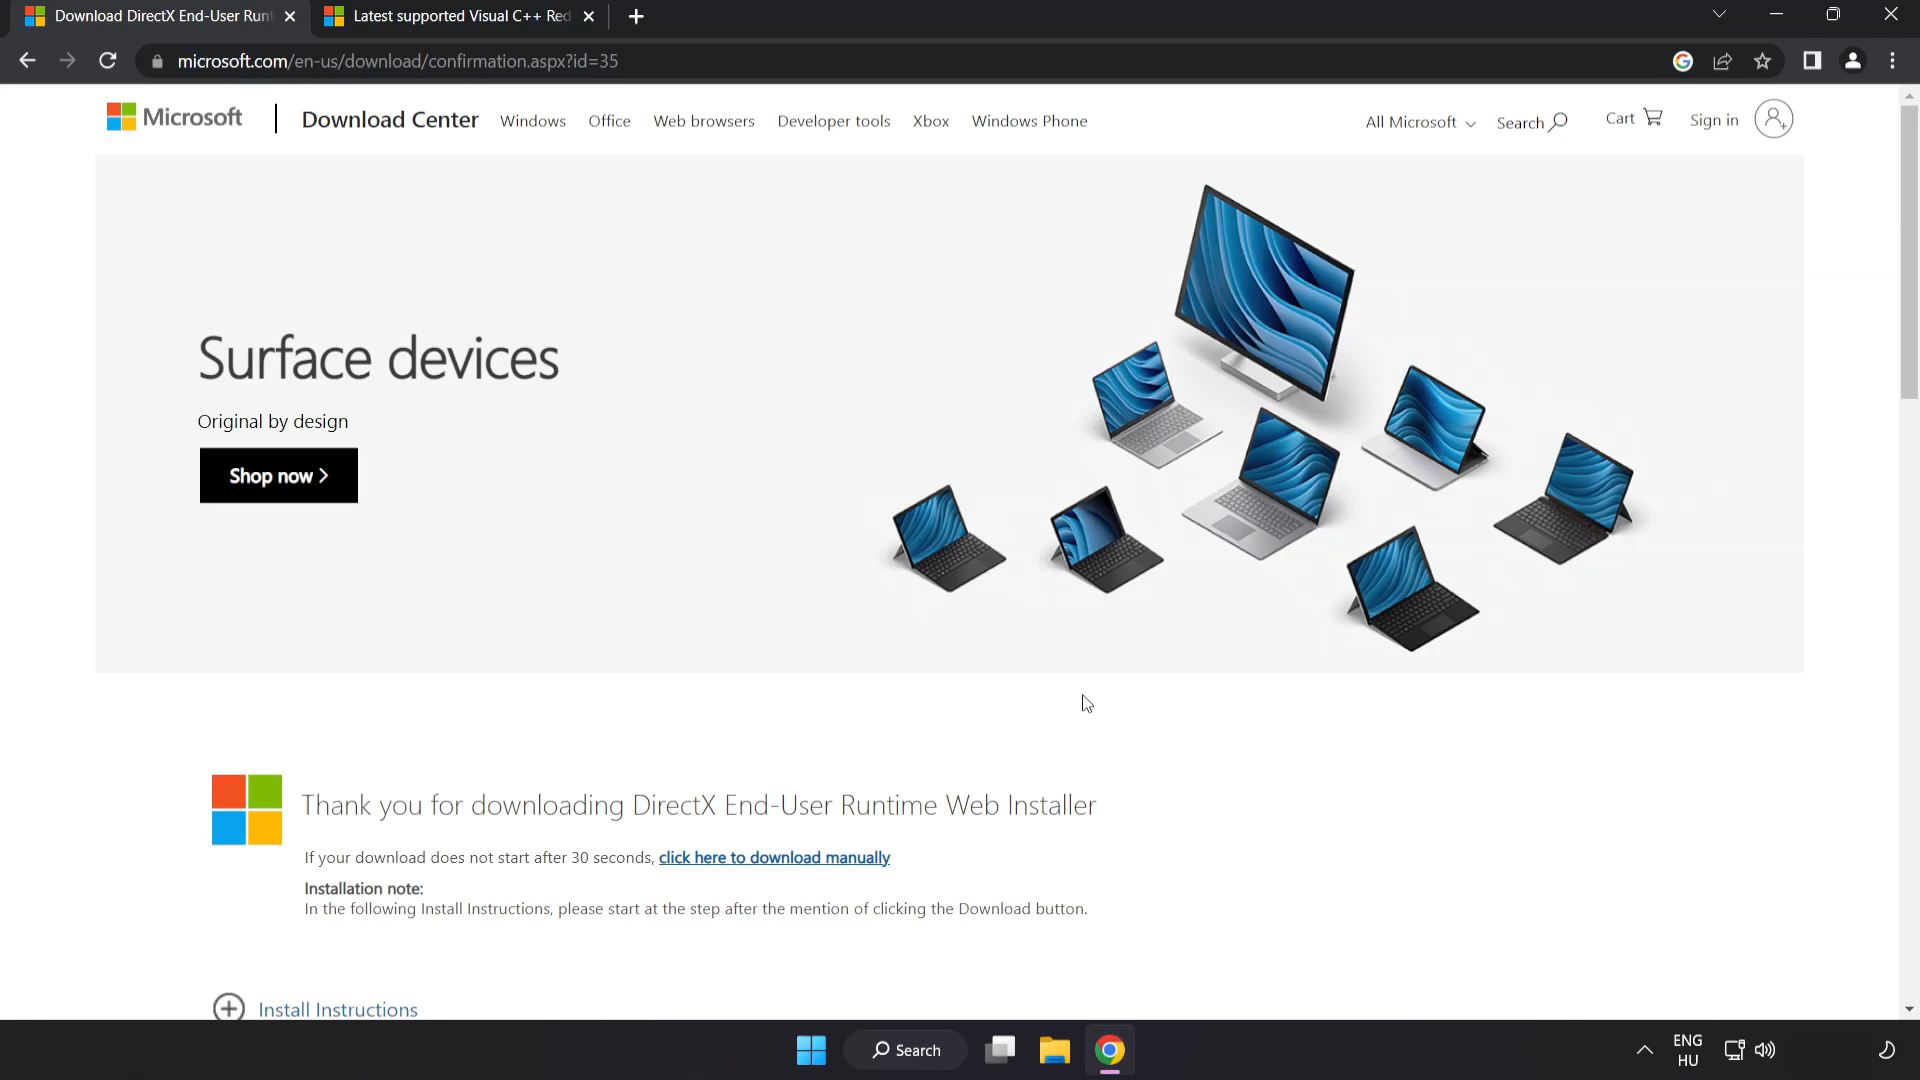 Download DirectX End-User Runt
Latest supported Visual C++ Red
microsoft.com/en-us/download/confirmation.aspx?id=35
Microsoft
Download Center
Windows
Office
Web browsers
Developer tools
Xbox
Windows Phone
All Microsoft
Search
Cart
Sign in
Surface devices
Original by design
Shop now
Thank you for downloading DirectX End-User Runtime Web Installer
If your download does not start after 30 seconds, click here to download manually
Installation note:
In the following Install Instructions, please start at the step after the mention of clicking the Download button.
Install Instructions
Search
ENG
HU